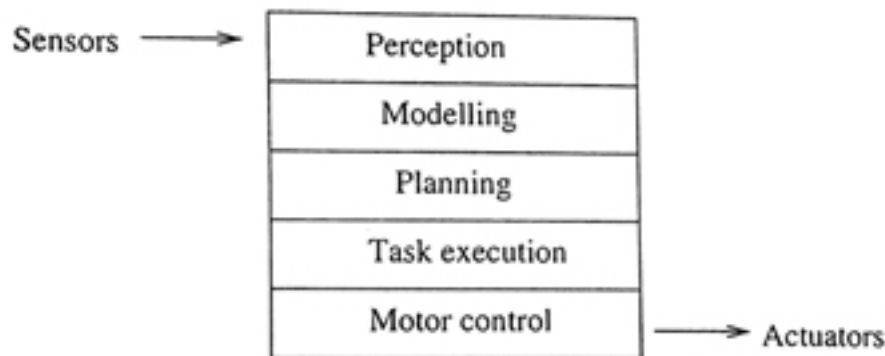 Sensors
Perception
Modelling
Planning
Task execution
Motor control
Actuators